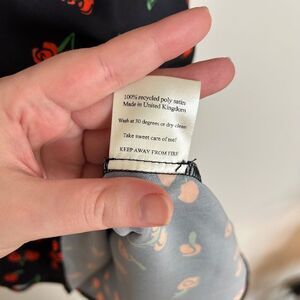 100% recycled poly satin
Made in United Kingdom
Wash at 30 degrees or dry clean
Take sweet care of me!
KEEP AWAY FROM FIRE